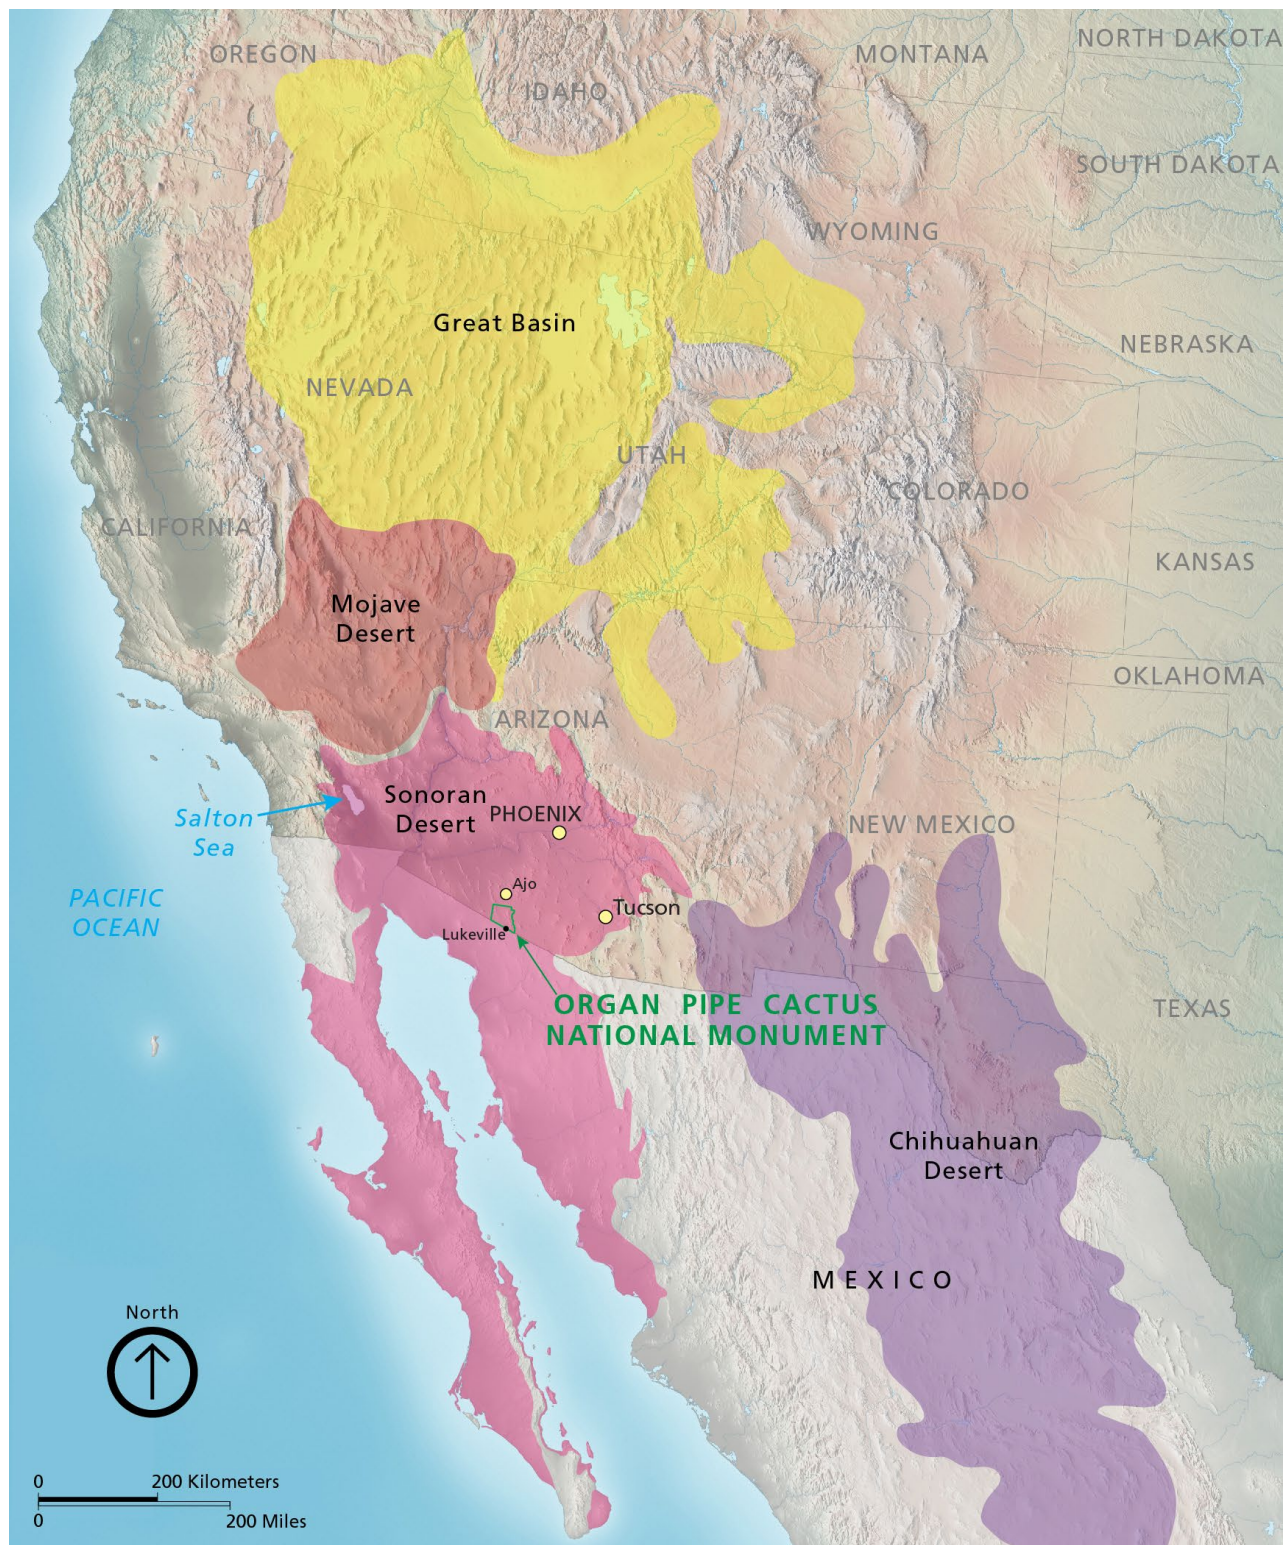 OREGON
IDAHO
MONTANA
NORTH DAKOTA
SOUTH DAKOTA
WYOMING
Great Basin
NEBRASKA
NEVADA
UTAH
COLORADO
CALIFORNIA
KANSAS
Mojave
Desert
OKLAHOMA
ARIZONA
Sonoran
Desert
PHOENIX
Salton
Sea
NEW MEXICO
Ajo
Tucson
PACIFIC
OCEAN
Lukeville
ORGAN PIPE CACTUS
NATIONAL MONUMENT
TEXAS
Chihuahuan
Desert
MEXICO
North
0 200 Kilometers
0 200 Miles